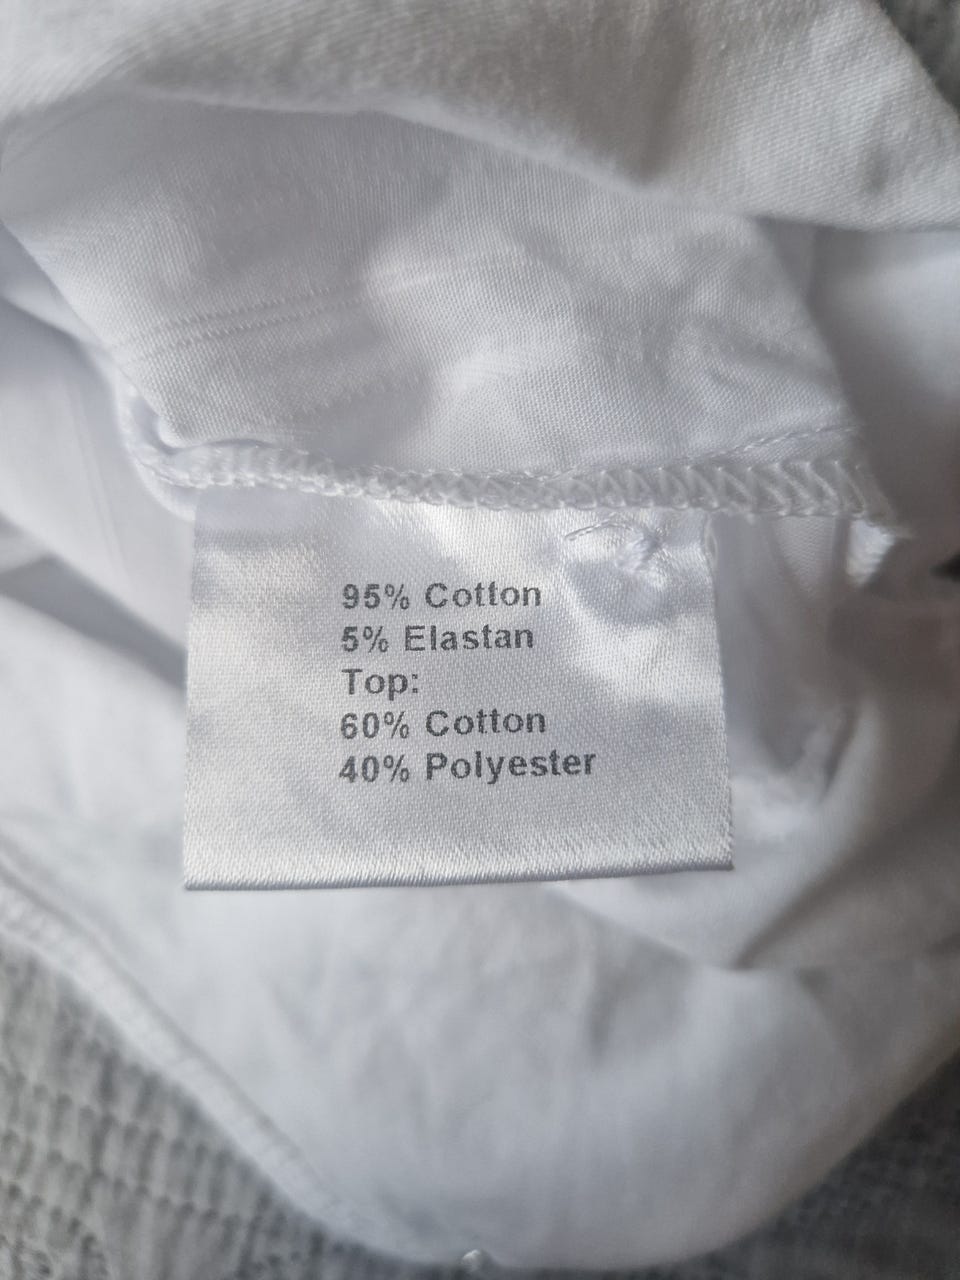 95% Cotton
5% Elastan
Top:
60% Cotton
40% Polyester